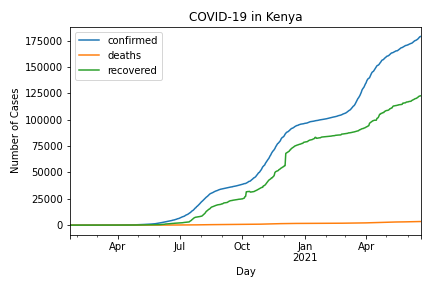 COVID-19 in Kenya
confirmed
deaths
recovered
Number of Cases
175000
150000
125000
100000
75000
50000
25000
0
Apr Jul Oct Jan Apr
2021
Day